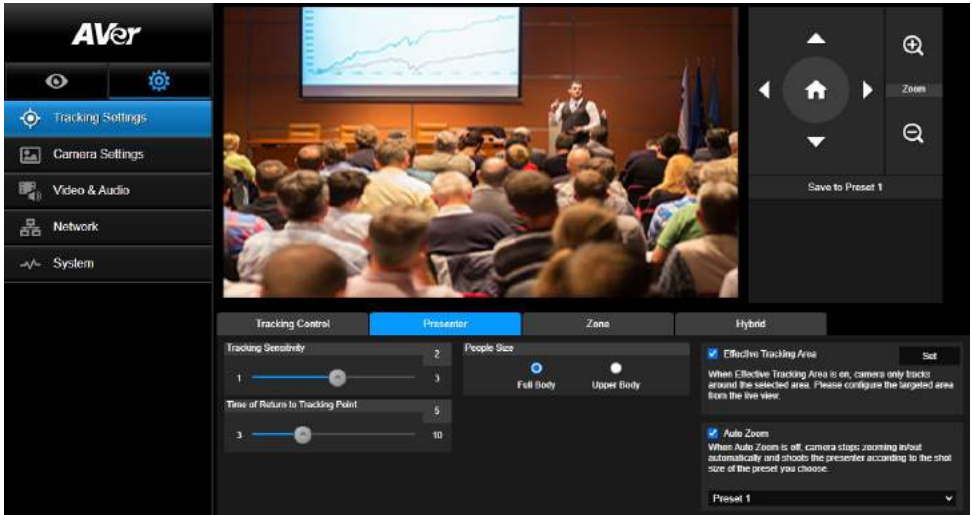 AVer
Tracking Settings
Camera Settings
Video & Audio
Network
System
Zoom
Save to Preset 1
Tracking Control
Presenter
Zone
Hybrid
Tracking Sensitivity
2
1
3
Time of Return to Tracking Point
5
3
10
People Size
Full Body
Upper Body
Effective Tracking Area
Set
When Effective Tracking Area is on, camera only tracks
around the selected area. Please configure the targeted area
from the live view.
Auto Zoom
When Auto Zoom is off, camera stops zooming in/out
automatically and shoots the presenter according to the shot
size of the preset you choose.
Preset 1